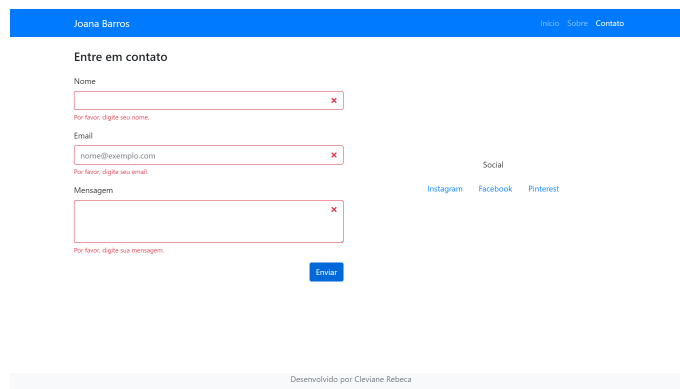 Joana Barros
Início Sobre Contato
Entre em contato
Nome
Por favor, digite seu nome.
Email
nome@exemplo.com
Por favor, digite seu email.
Mensagem
Por favor, digite sua mensagem.
Enviar
Social
Instagram Facebook Pinterest
Desenvolvido por Cleviane Rebeca